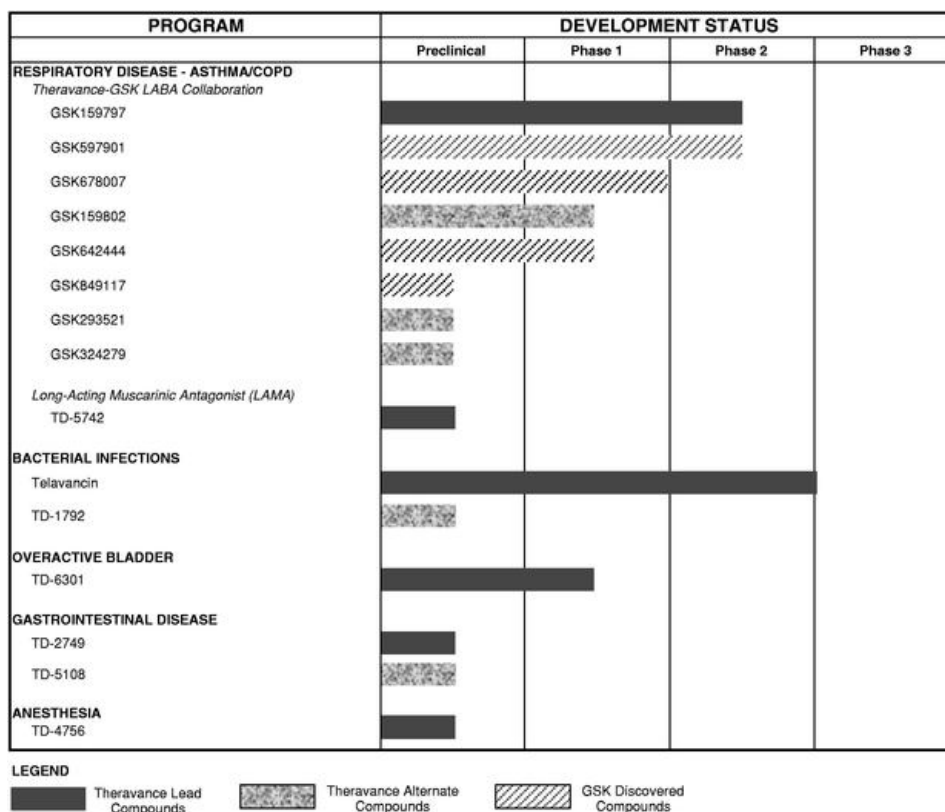 PROGRAM DEVELOPMENT STATUS
Preclinical Phase 1 Phase 2 Phase 3
RESPIRATORY DISEASE - ASTHMA/COPD
Theravance-GSK LABA Collaboration
GSK159797
GSK597901
GSK678007
GSK159802
GSK642444
GSK849117
GSK293521
GSK324279
Long-Acting Muscarinic Antagonist (LAMA)
TD-5742
BACTERIAL INFECTIONS
Telavancin
TD-1792
OVERACTIVE BLADDER
TD-6301
GASTROINTESTINAL DISEASE
TD-2749
TD-5108
ANESTHESIA
TD-4756
LEGEND
Theravance Lead Compounds
Theravance Alternate Compounds
GSK Discovered Compounds